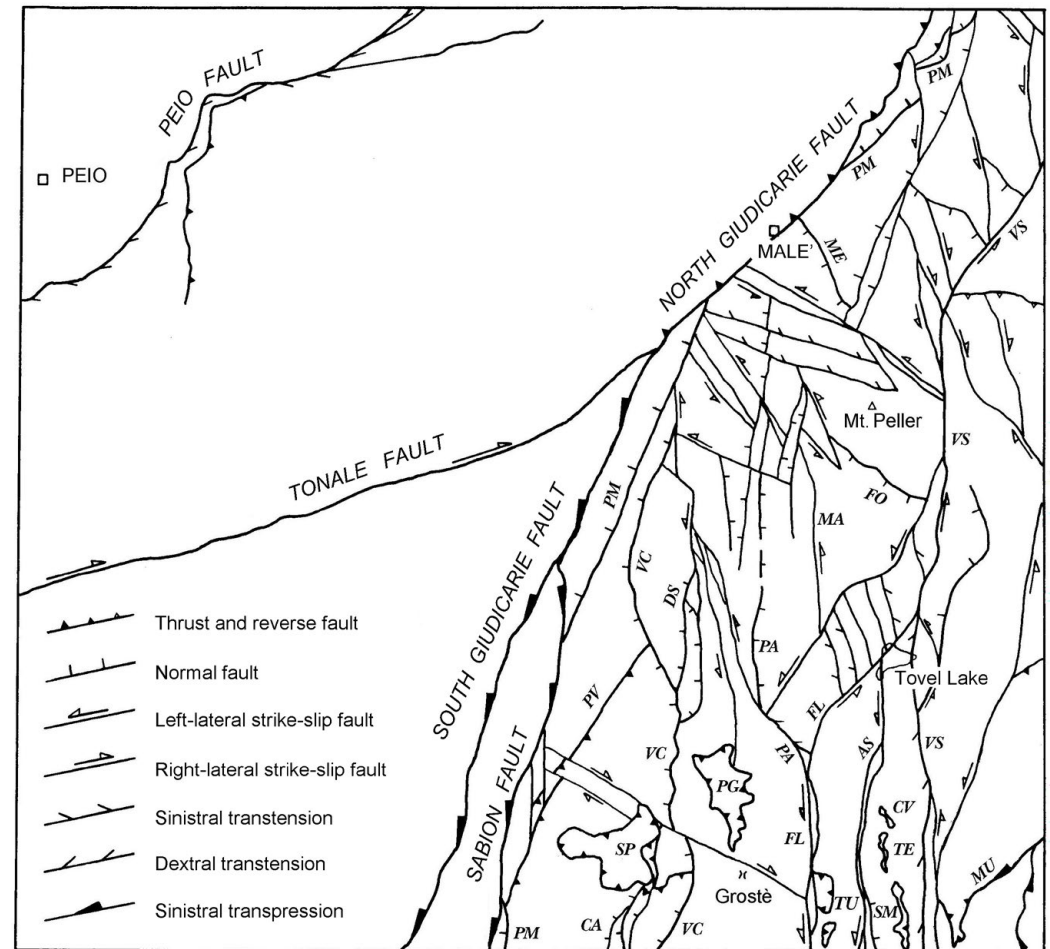 PEIO FAULT
PEIO
PM
NORTH GIUDICARIE FAULT
PM
VS
MALE'
ME
Mt. Peller
VS
TONALE FAULT
FO
PM
MA
SOUTH GIUDICARIE FAULT
VC
DS
PA
Tovel Lake
FL
PV
AS
VS
VC
PA
PG
CV
SABION FAULT
SP
FL
TE
MU
Grostè
TU
SM
PM
CA
VC
Thrust and reverse fault
Normal fault
Left-lateral strike-slip fault
Right-lateral strike-slip fault
Sinistral transtension
Dextral transtension
Sinistral transpression